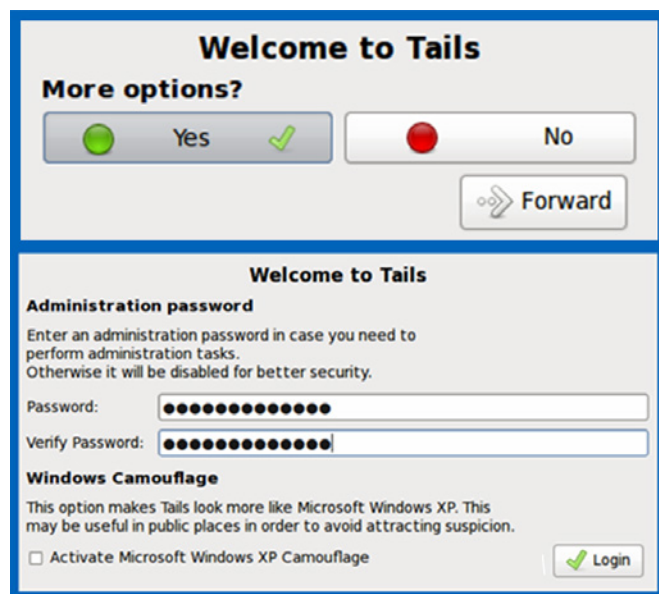 Welcome to Tails
More options?
Yes
No
Forward
Welcome to Tails
Administration password
Enter an administration password in case you need to
perform administration tasks.
Otherwise it will be disabled for better security.
Password: ●●●●●●●●●●●●●
Verify Password: ●●●●●●●●●●●●●
Windows Camouflage
This option makes Tails look more like Microsoft Windows XP. This
may be useful in public places in order to avoid attracting suspicion.
Activate Microsoft Windows XP Camouflage
Login